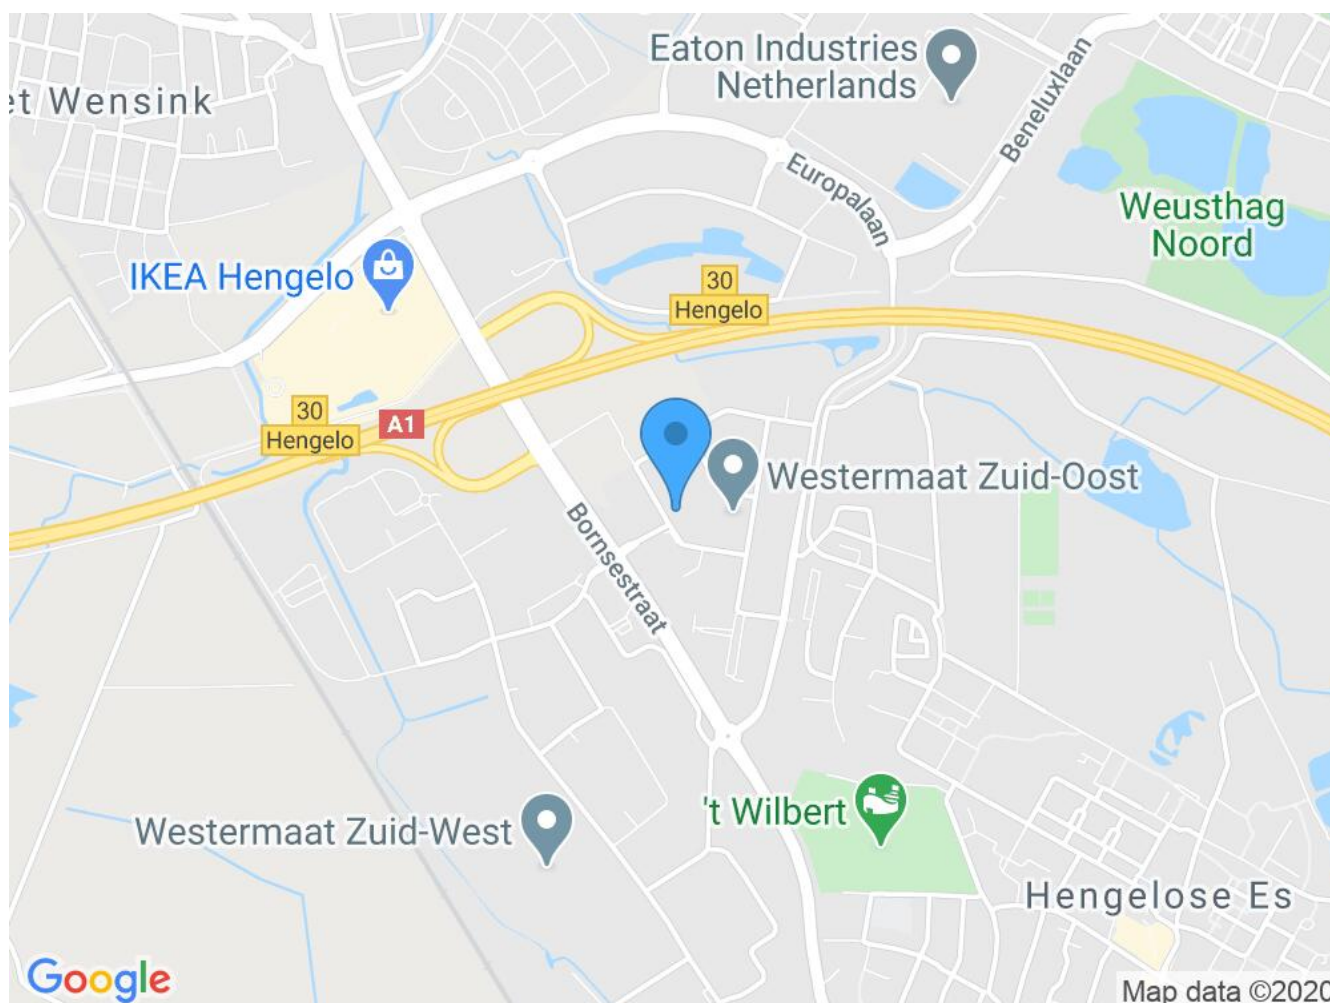 Eaton Industries
Netherlands
Beneluxlaan
et Wensink
Europalaan
Weusthag
Noord
IKEA Hengelo
30
Hengelo
30
Hengelo
A1
Westermaat Zuid-Oost
Bornsestraat
't Wilbert
Westermaat Zuid-West
Hengelose Es
Google
Map data ©2020